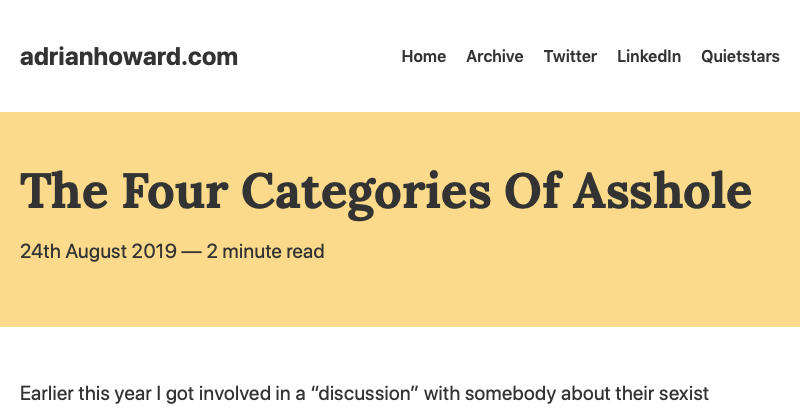 adrianhoward.com
Home Archive Twitter LinkedIn Quietstars
The Four Categories Of Asshole
24th August 2019 — 2 minute read
Earlier this year I got involved in a “discussion” with somebody about their sexist